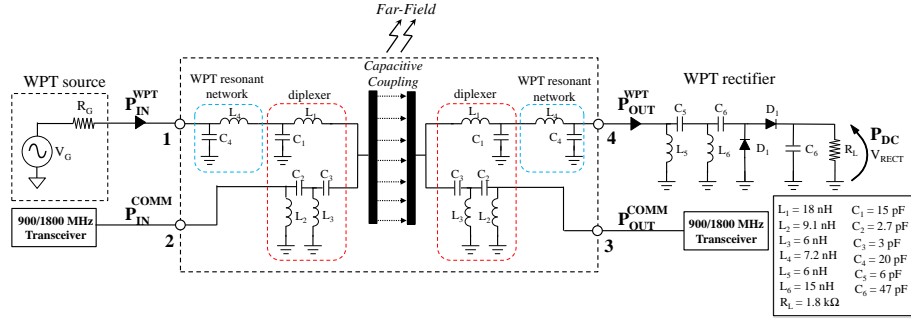 Far-Field
Capacitive
Coupling
WPT source
R_G
V_G
P_IN^WPT
1
WPT resonant
network
L_4
C_4
diplexer
L_1
C_1
C_2
C_3
L_2
L_3
900/1800 MHz
Transceiver
P_IN^COMM
2
diplexer
L_1
C_1
C_3
C_2
L_3
L_2
WPT resonant
network
L_4
C_4
P_OUT^WPT
4
P_OUT^COMM
3
900/1800 MHz
Transceiver
WPT rectifier
C_5
C_6
D_1
L_5
L_6
D_1
C_6
R_L
P_DC
V_RECT
L_1 = 18 nH
L_2 = 9.1 nH
L_3 = 6 nH
L_4 = 7.2 nH
L_5 = 6 nH
L_6 = 15 nH
R_L = 1.8 kΩ
C_1 = 15 pF
C_2 = 2.7 pF
C_3 = 3 pF
C_4 = 20 pF
C_5 = 6 pF
C_6 = 47 pF